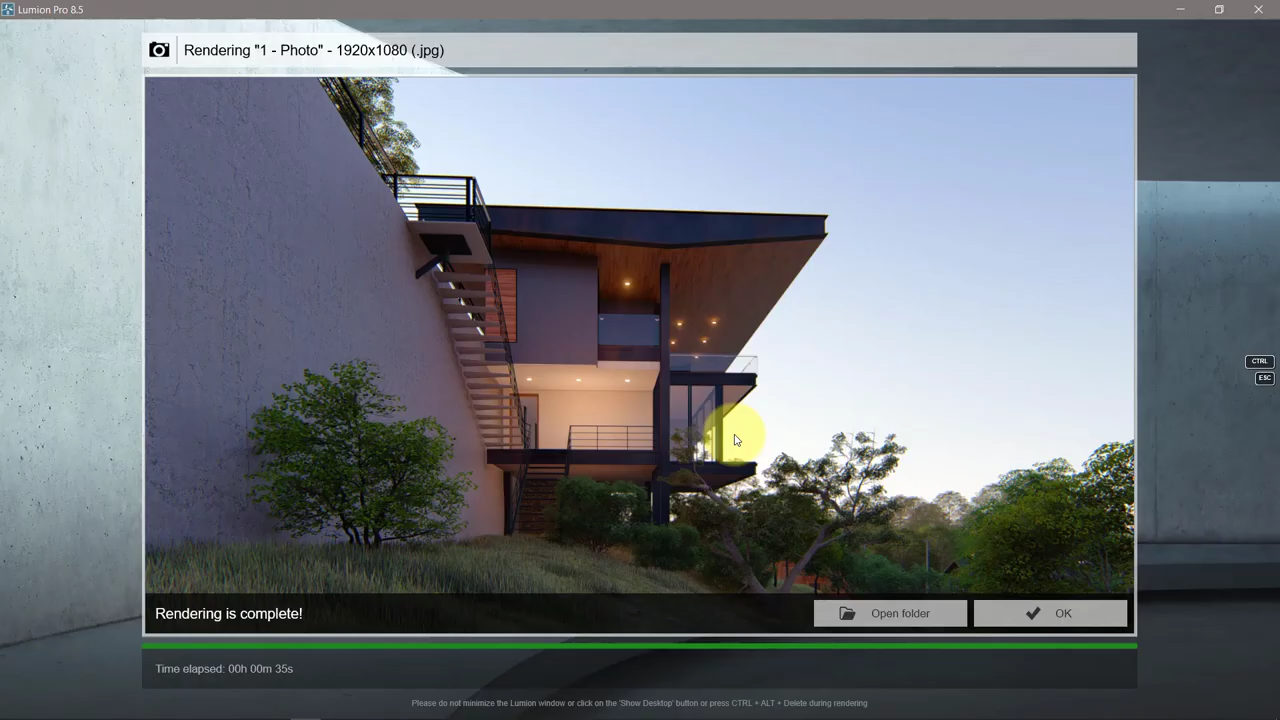 Lumion Pro 8.5
Rendering "1 - Photo" - 1920x1080 (.jpg)
CTRL
ESC
Rendering is complete!
Open folder
OK
Time elapsed: 00h 00m 35s
Please do not minimize the Lumion window or click on the 'Show Desktop' button or press CTRL + ALT + Delete during rendering